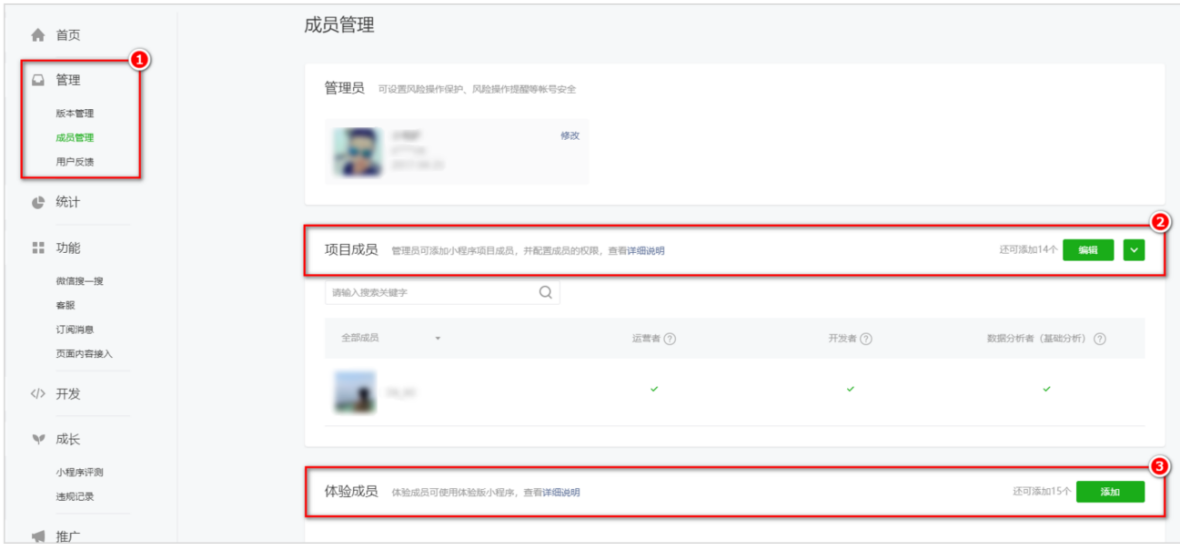 首页
管理
1
版本管理
成员管理
用户反馈
统计
功能
微信搜一搜
客服
订阅消息
页面内容接入
开发
成长
小程序评测
违规记录
推广
成员管理
管理员 可设置风险操作保护、风险操作提醒等帐号安全
修改
2
项目成员 管理员可添加小程序项目成员，并配置成员的权限，查看详细说明 还可添加14个 编辑
请输入搜索关键字
全部成员 运营者 ? 开发者 ? 数据分析者（基础分析） ?
3
体验成员 体验成员可使用体验版小程序，查看详细说明 还可添加15个 添加